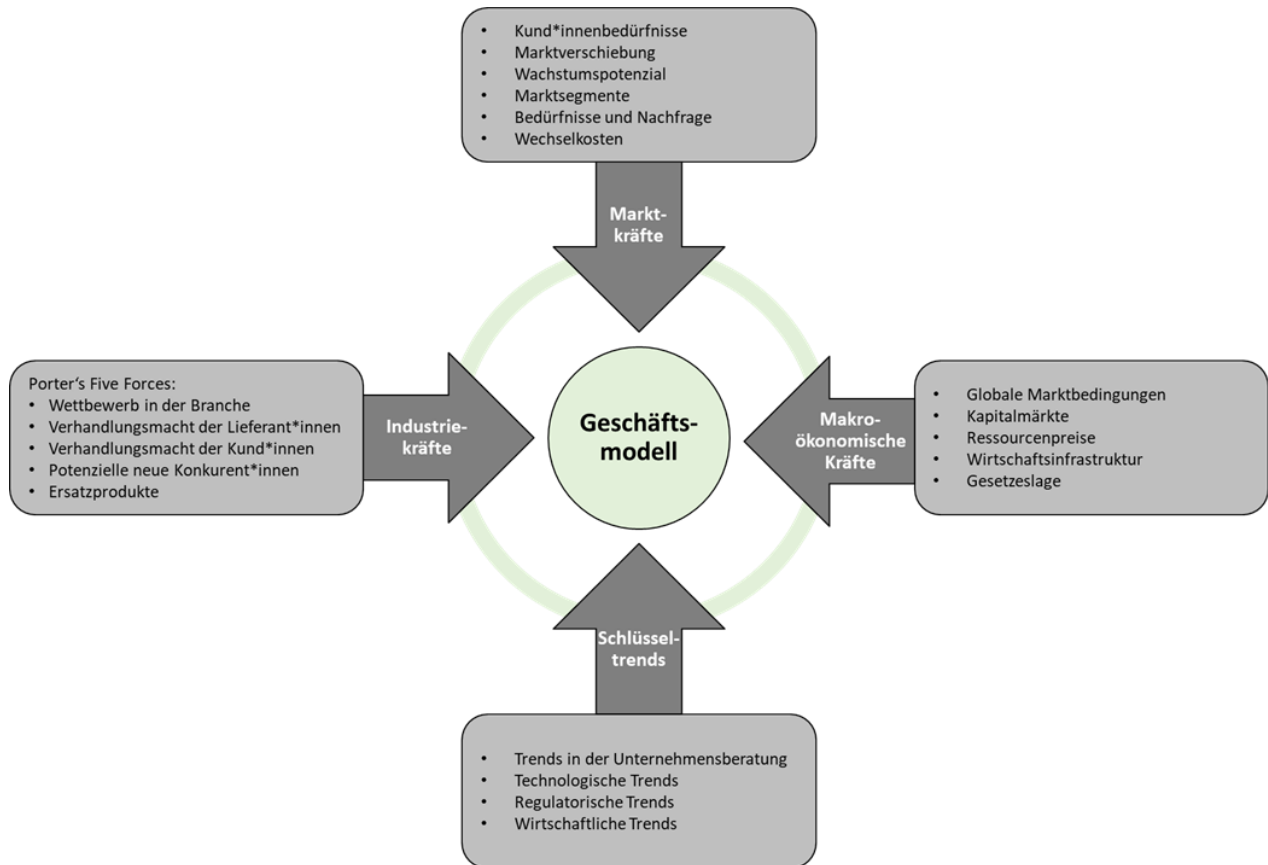 • Kund*innenbedürfnisse
• Marktverschiebung
• Wachstumspotenzial
• Marktsegmente
• Bedürfnisse und Nachfrage
• Wechselkosten
Markt-
kräfte
Porter‘s Five Forces:
• Wettbewerb in der Branche
• Verhandlungsmacht der Lieferant*innen
• Verhandlungsmacht der Kund*innen
• Potenzielle neue Konkurent*innen
• Ersatzprodukte
Industrie-
kräfte
Geschäfts-
modell
Makro-
ökonomische
Kräfte
• Globale Marktbedingungen
• Kapitalmärkte
• Ressourcenpreise
• Wirtschaftsinfrastruktur
• Gesetzeslage
Schlüssel-
trends
• Trends in der Unternehmensberatung
• Technologische Trends
• Regulatorische Trends
• Wirtschaftliche Trends